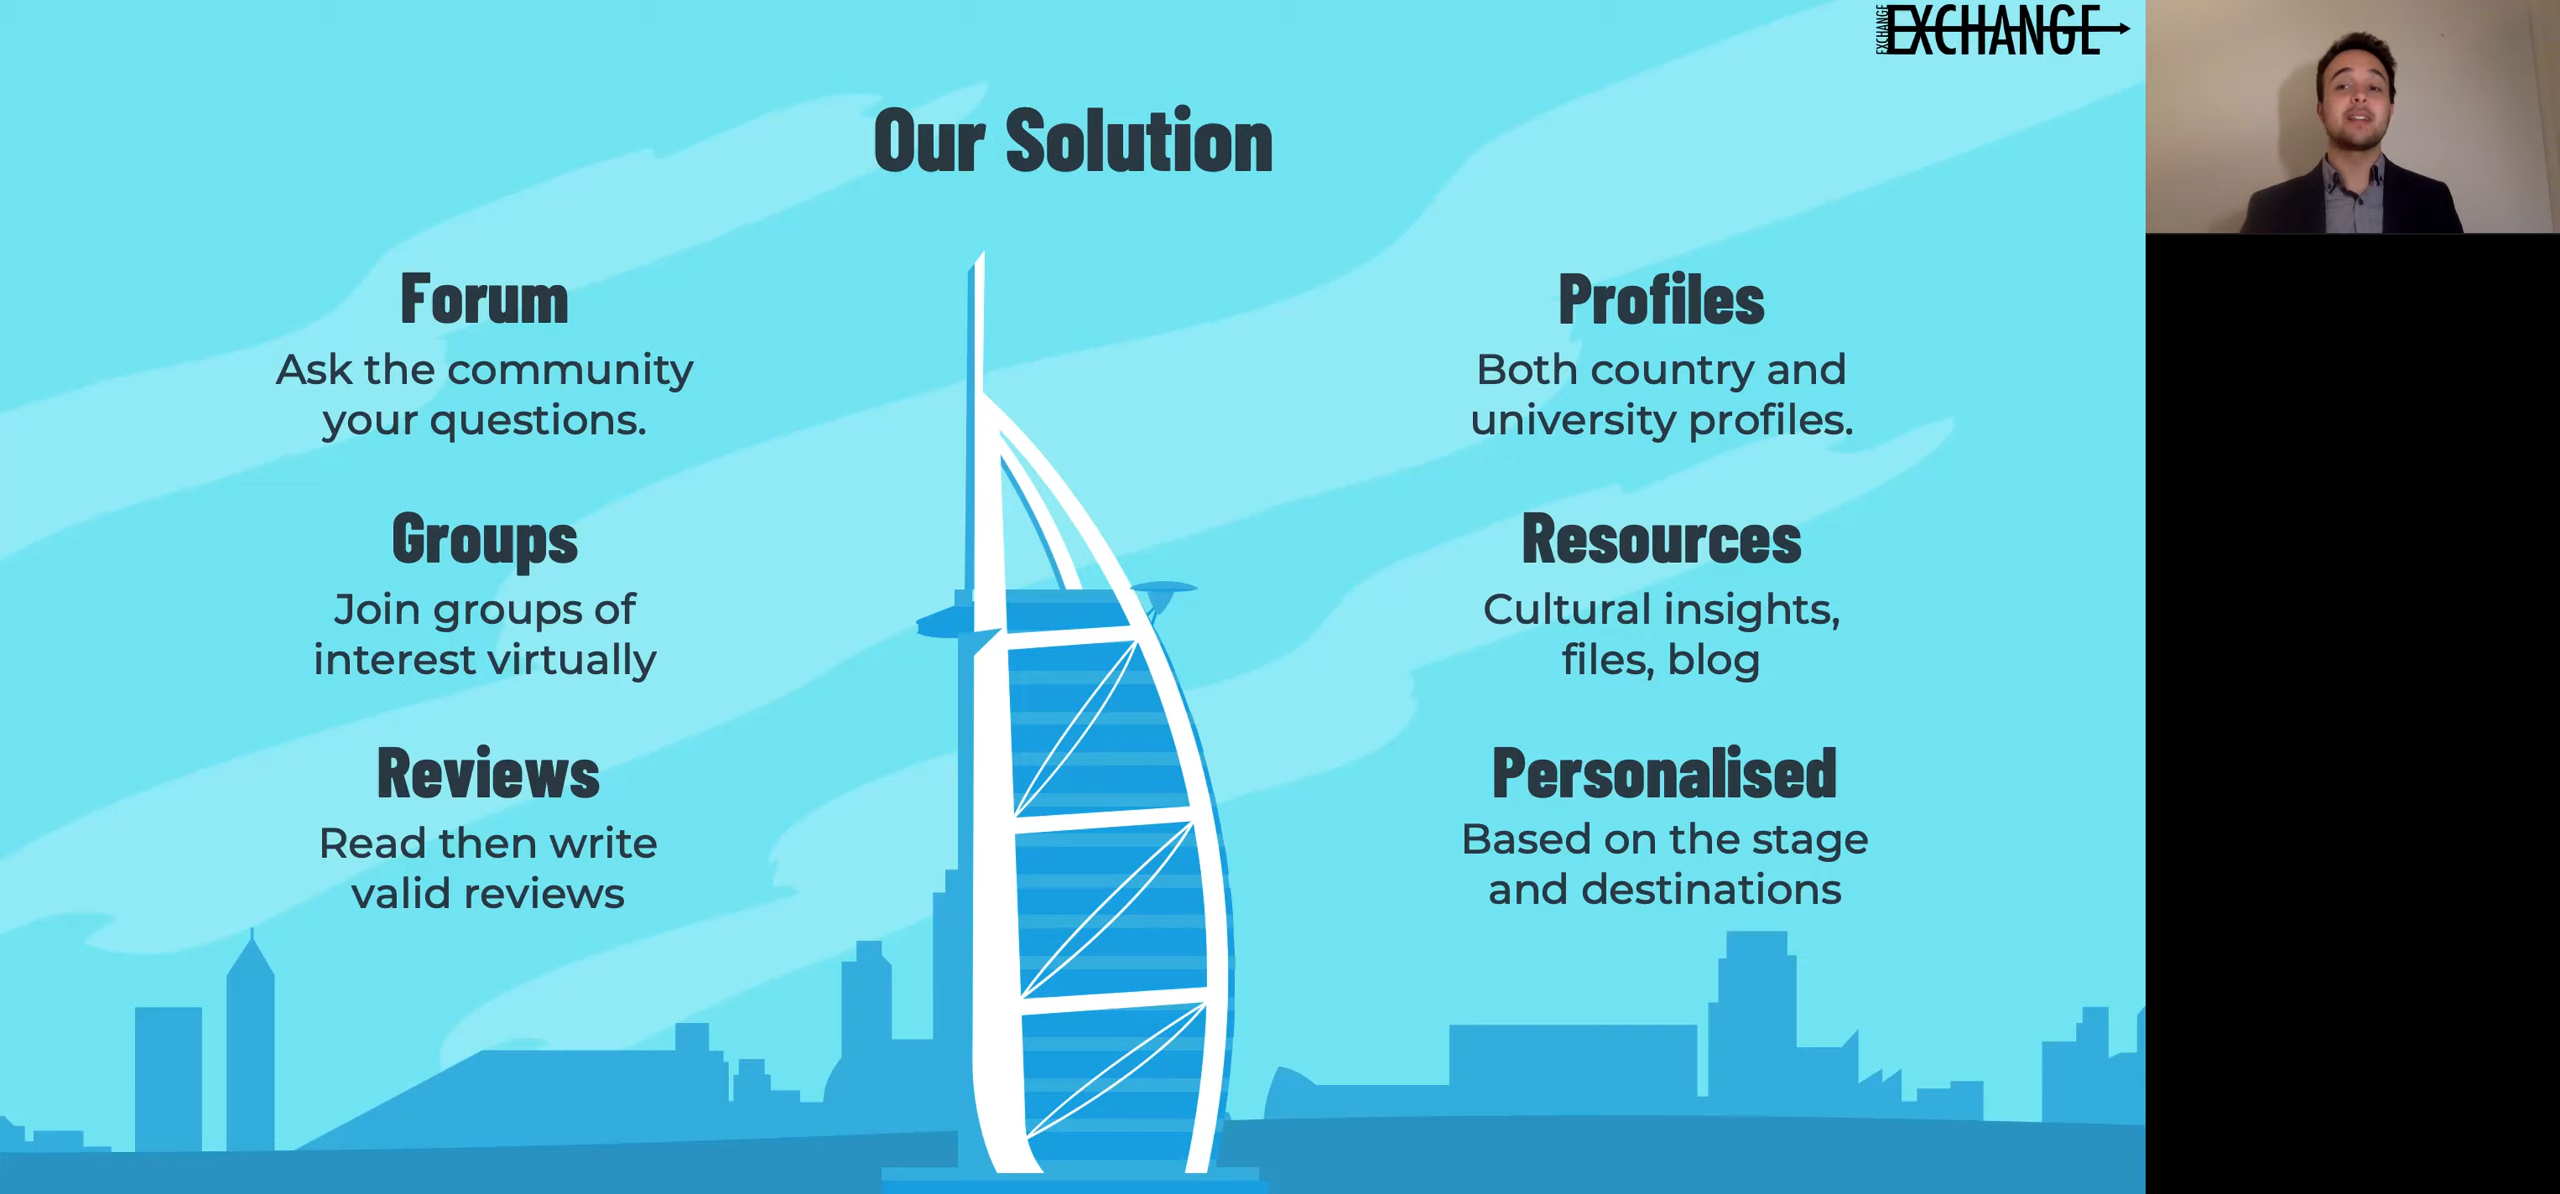 EXCHANGE
EXCHANGE
Our Solution
Forum
Ask the community
your questions.
Groups
Join groups of
interest virtually
Reviews
Read then write
valid reviews
Profiles
Both country and
university profiles.
Resources
Cultural insights,
files, blog
Personalised
Based on the stage
and destinations